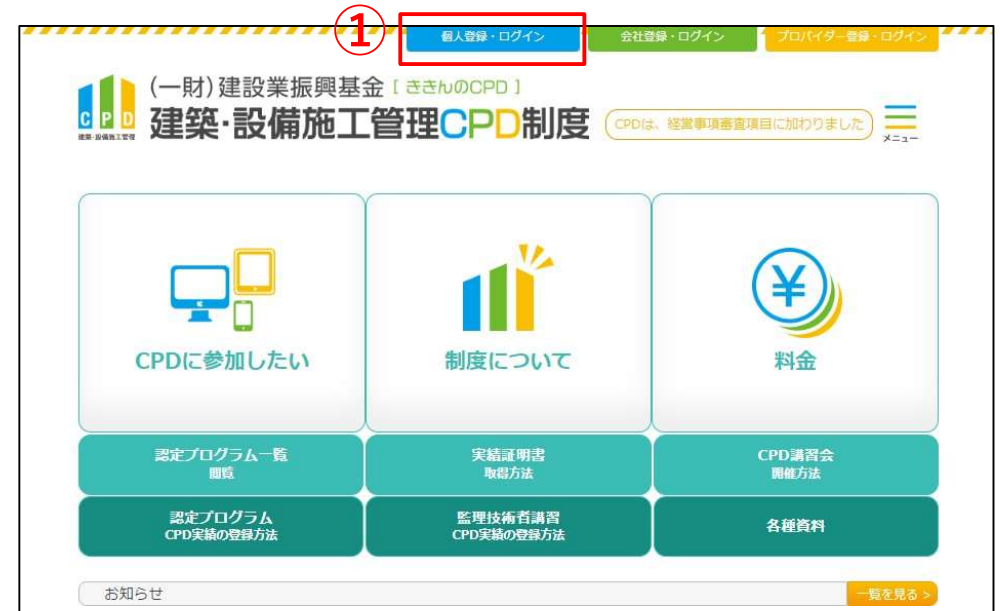 ①
個人登録・ログイン
会社登録・ログイン
プロバイダー登録・ログイン
(一財)建設業振興基金[ききんのCPD]
CPD
建築・設備施工管理
建築・設備施工管理CPD制度
CPDは、経営事項審査項目に加わりました
メニュー
CPDに参加したい
制度について
¥
料金
認定プログラム一覧
閲覧
実績証明書
取得方法
CPD講習会
開催方法
認定プログラム
CPD実績の登録方法
監理技術者講習
CPD実績の登録方法
各種資料
お知らせ
一覧を見る >